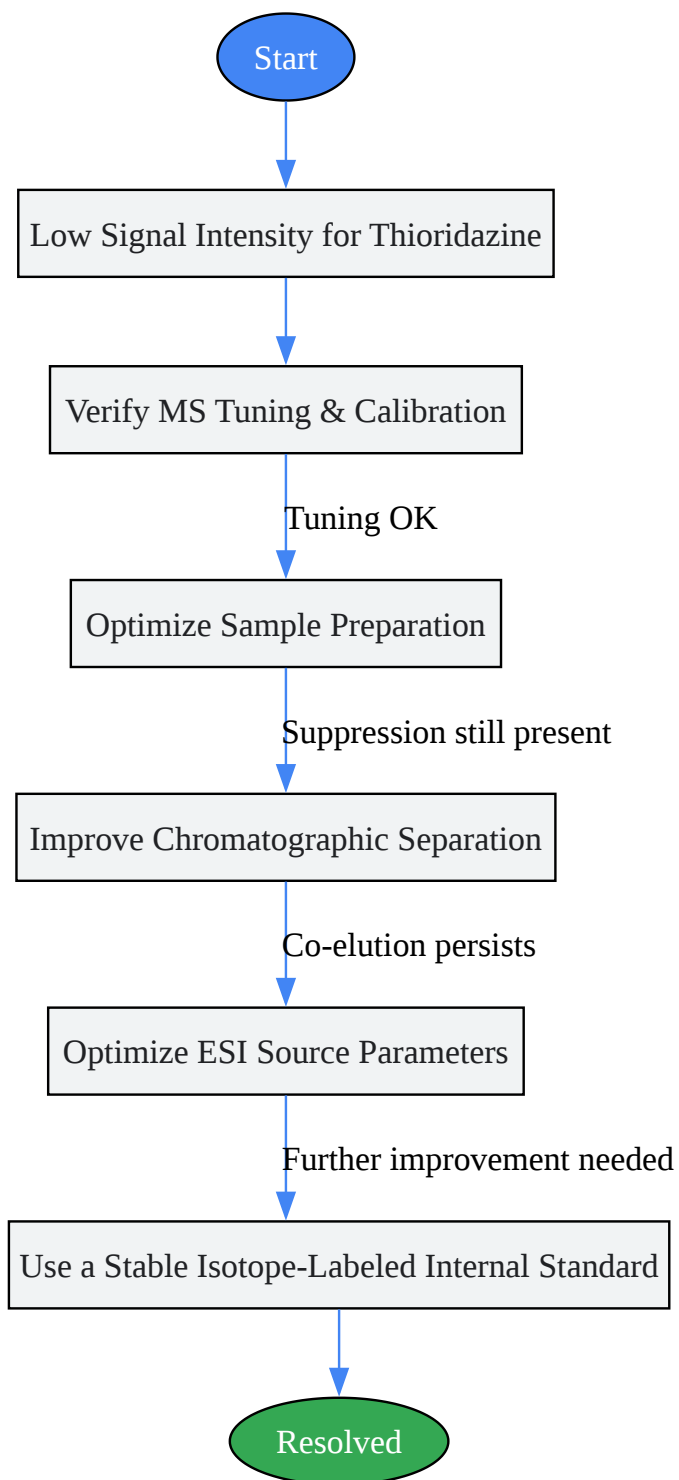 Start
Low Signal Intensity for Thioridazine
Verify MS Tuning & Calibration
Tuning OK
Optimize Sample Preparation
Suppression still present
Improve Chromatographic Separation
Co-elution persists
Optimize ESI Source Parameters
Further improvement needed
Use a Stable Isotope-Labeled Internal Standard
Resolved